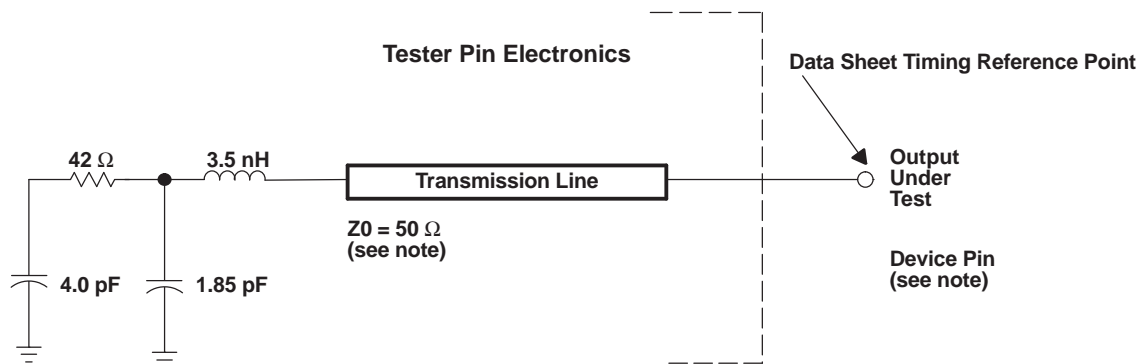 Tester Pin Electronics
Data Sheet Timing Reference Point
42 Ω
3.5 nH
Transmission Line
Output
Under
Test
Z0 = 50 Ω
(see note)
Device Pin
(see note)
4.0 pF
1.85 pF